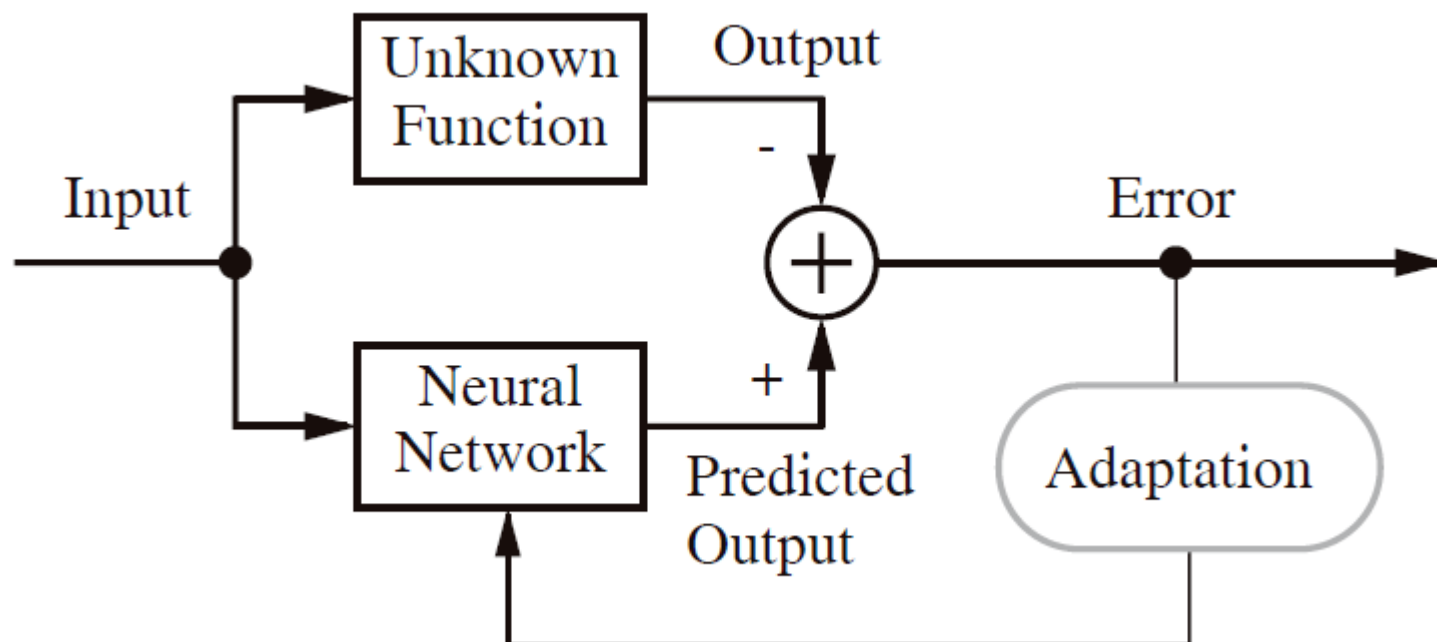 Unknown
Function
Output
-
Input
+
Error
Neural
Network
+
Predicted
Output
Adaptation